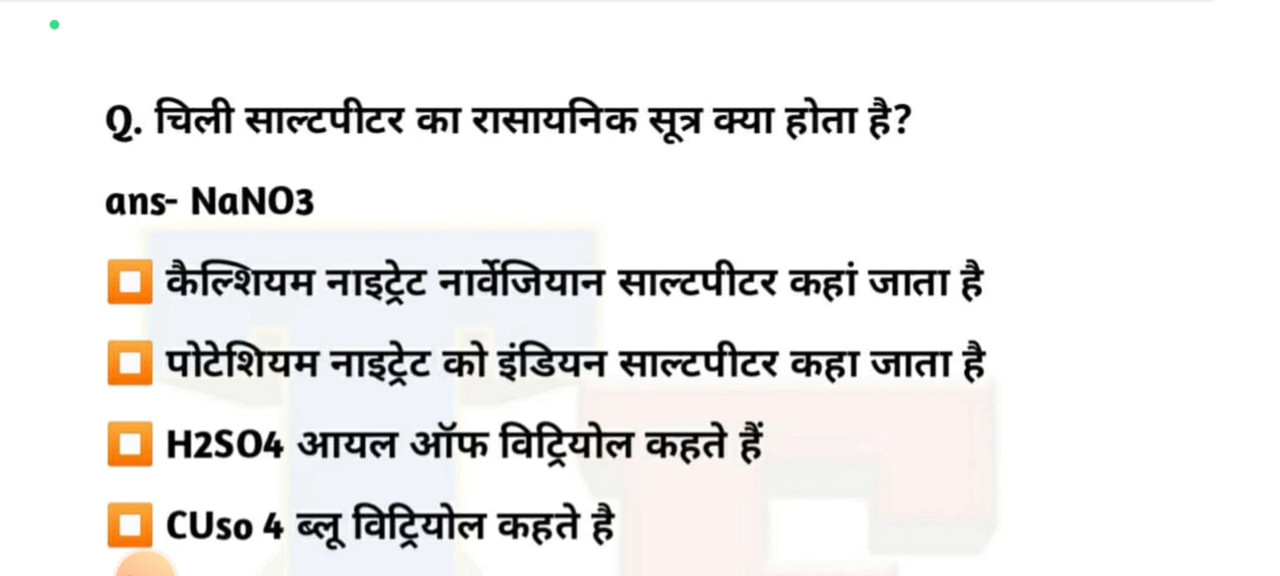 Q. चिली साल्टपीटर का रासायनिक सूत्र क्या होता है?
ans- NaNO3
कैल्शियम नाइट्रेट नार्वेजियान साल्टपीटर कहां जाता है
पोटेशियम नाइट्रेट को इंडियन साल्टपीटर कहा जाता है
H2SO4 आयल ऑफ विट्रियोल कहते हैं
CUso 4 ब्लू विट्रियोल कहते है